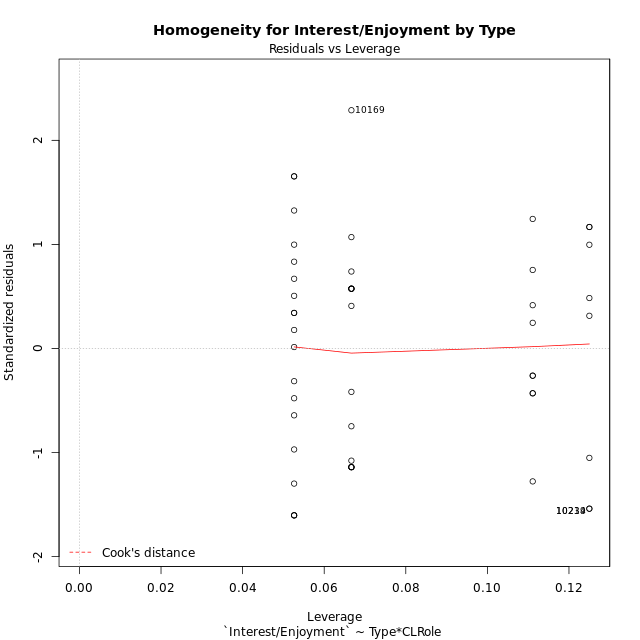 Homogeneity for Interest/Enjoyment by Type
Residuals vs Leverage
10169
2
1
0
-1
-2
Standardized residuals
Cook's distance
0.00 0.02 0.04 0.06 0.08 0.10 0.12
Leverage
`Interest/Enjoyment` ~ Type*CLRole